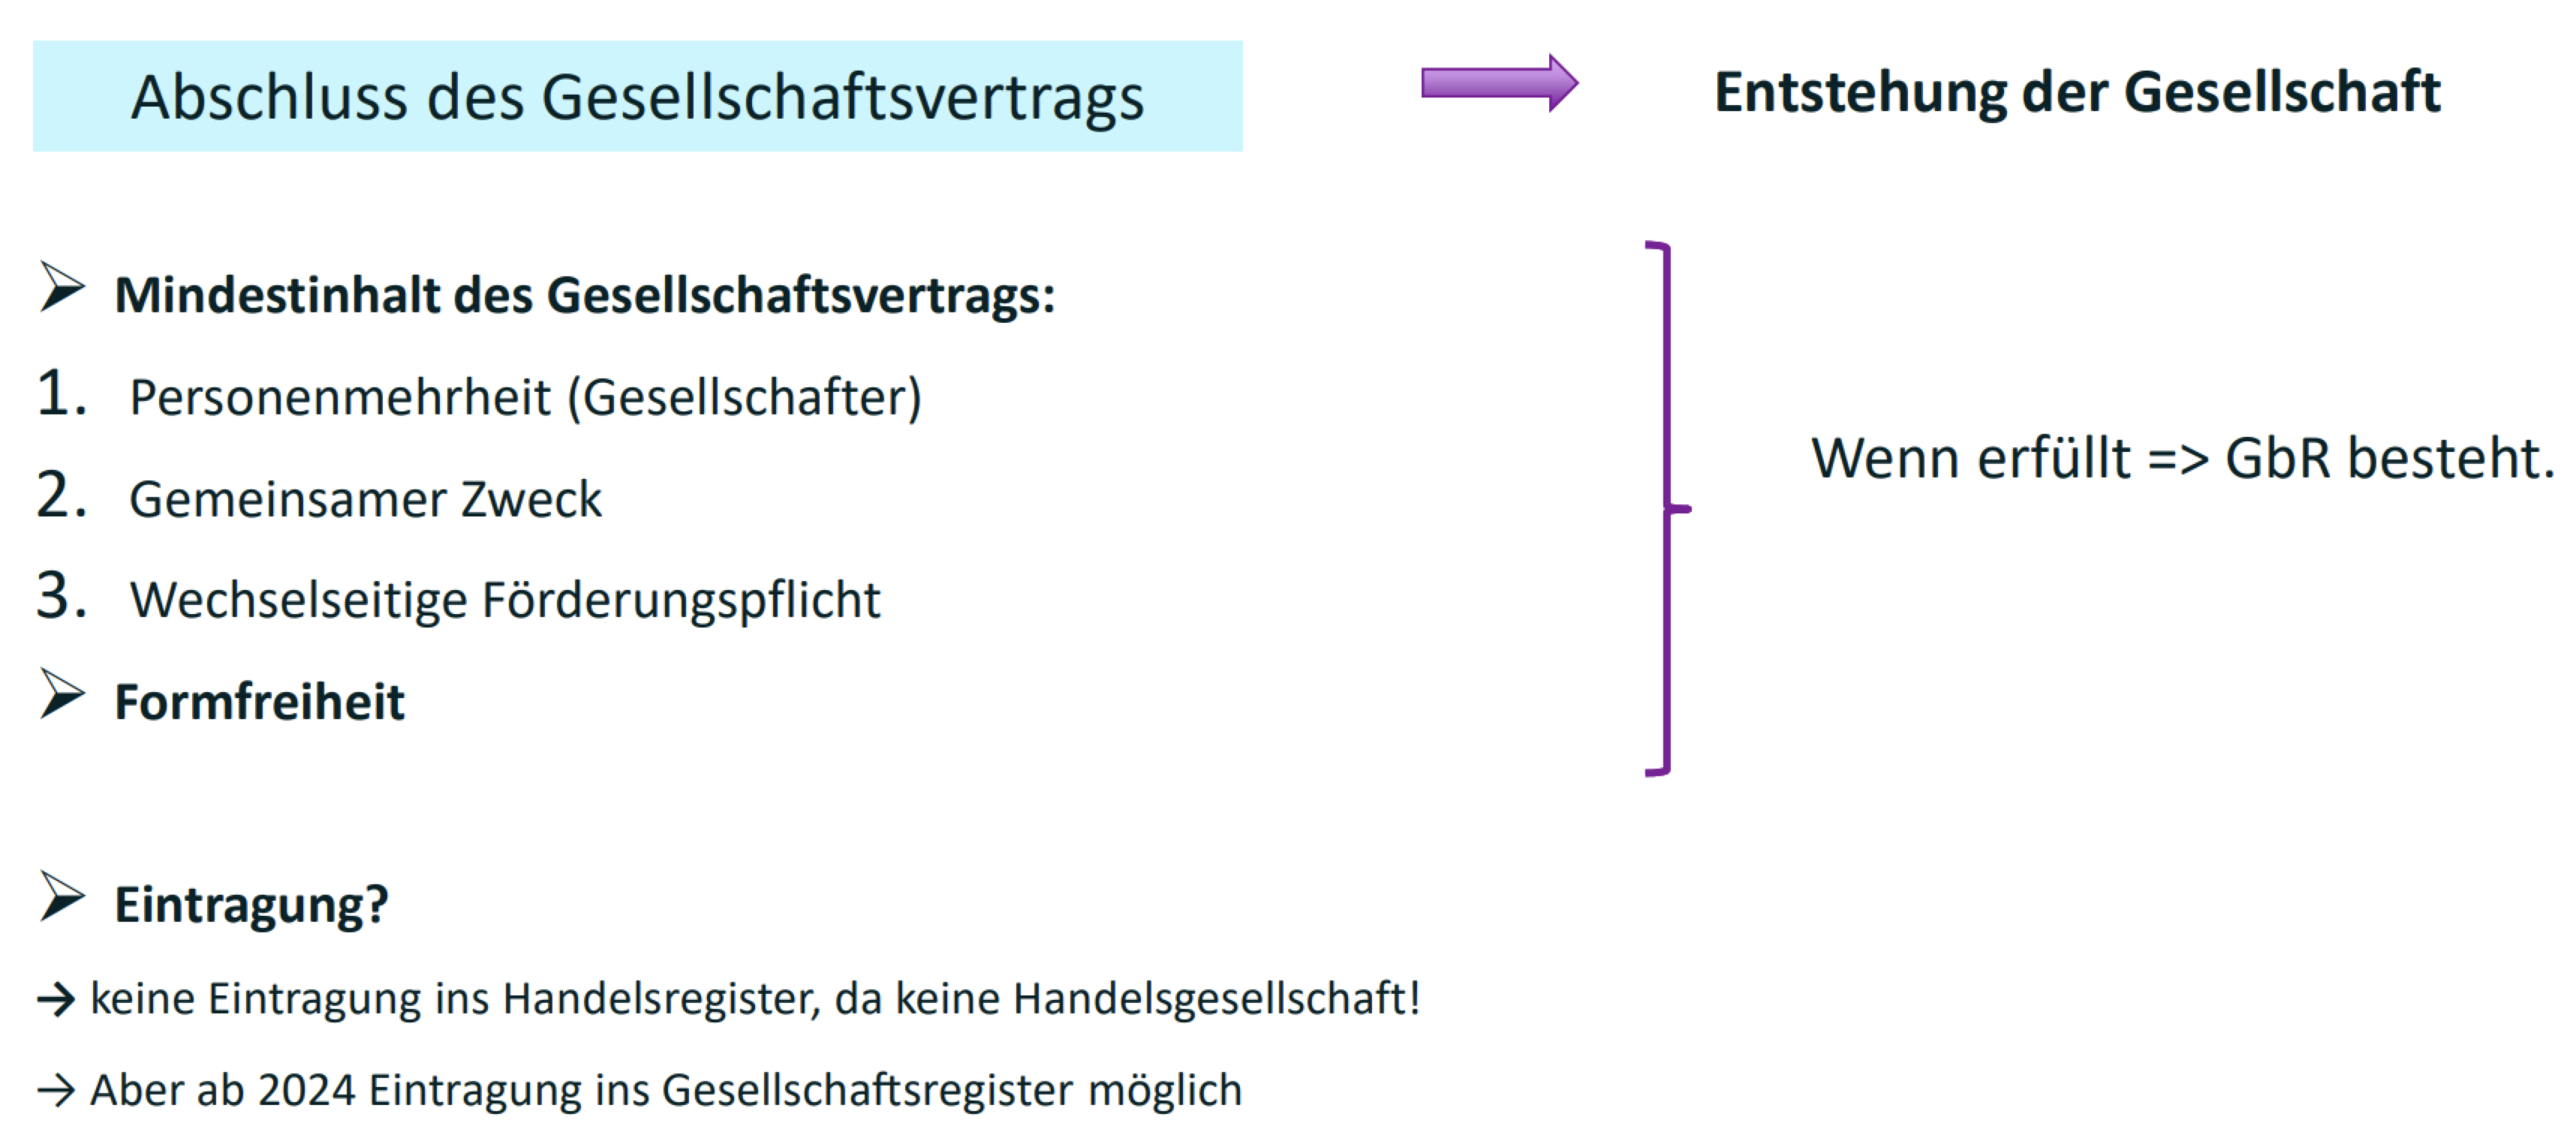 Abschluss des Gesellschaftsvertrags
Entstehung der Gesellschaft
➢ Mindestinhalt des Gesellschaftsvertrags:
1. Personenmehrheit (Gesellschafter)
2. Gemeinsamer Zweck
3. Wechselseitige Förderungspflicht
➢ Formfreiheit
Wenn erfüllt => GbR besteht.
➢ Eintragung?
→ keine Eintragung ins Handelsregister, da keine Handelsgesellschaft!
→ Aber ab 2024 Eintragung ins Gesellschaftsregister möglich